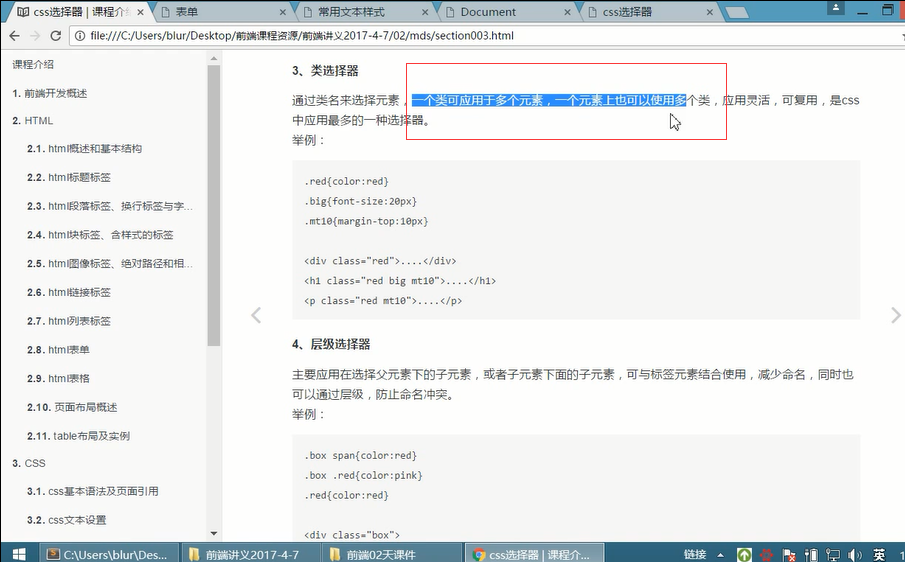 css选择器 | 课程介
表单
常用文本样式
Document
css选择器
file:///C:/Users/blur/Desktop/前端课程资源/前端讲义2017-4-7/02/mds/section003.html
课程介绍
1. 前端开发概述
2. HTML
2.1. html概述和基本结构
2.2. html标题标签
2.3. html段落标签、换行标签与字...
2.4. html块标签、含样式的标签
2.5. html图像标签、绝对路径和相...
2.6. html链接标签
2.7. html列表标签
2.8. html表单
2.9. html表格
2.10. 页面布局概述
2.11. table布局及实例
3. CSS
3.1. css基本语法及页面引用
3.2. css文本设置
3、类选择器
通过类名来选择元素，一个类可应用于多个元素，一个元素上也可以使用多个类，应用灵活，可复用，是css
中应用最多的一种选择器。
举例：
.red{color:red}
.big{font-size:20px}
.mt10{margin-top:10px}
<div class="red">....</div>
<h1 class="red big mt10">....</h1>
<p class="red mt10">....</p>
4、层级选择器
主要应用在选择父元素下的子元素，或者子元素下面的子元素，可与标签元素结合使用，减少命名，同时也
可以通过层级，防止命名冲突。
举例：
.box span{color:red}
.box .red{color:pink}
.red{color:red}
<div class="box">
C:\Users\blur\Des...
前端讲义2017-4-7
前端02天课件
css选择器 | 课程介...
链接
英